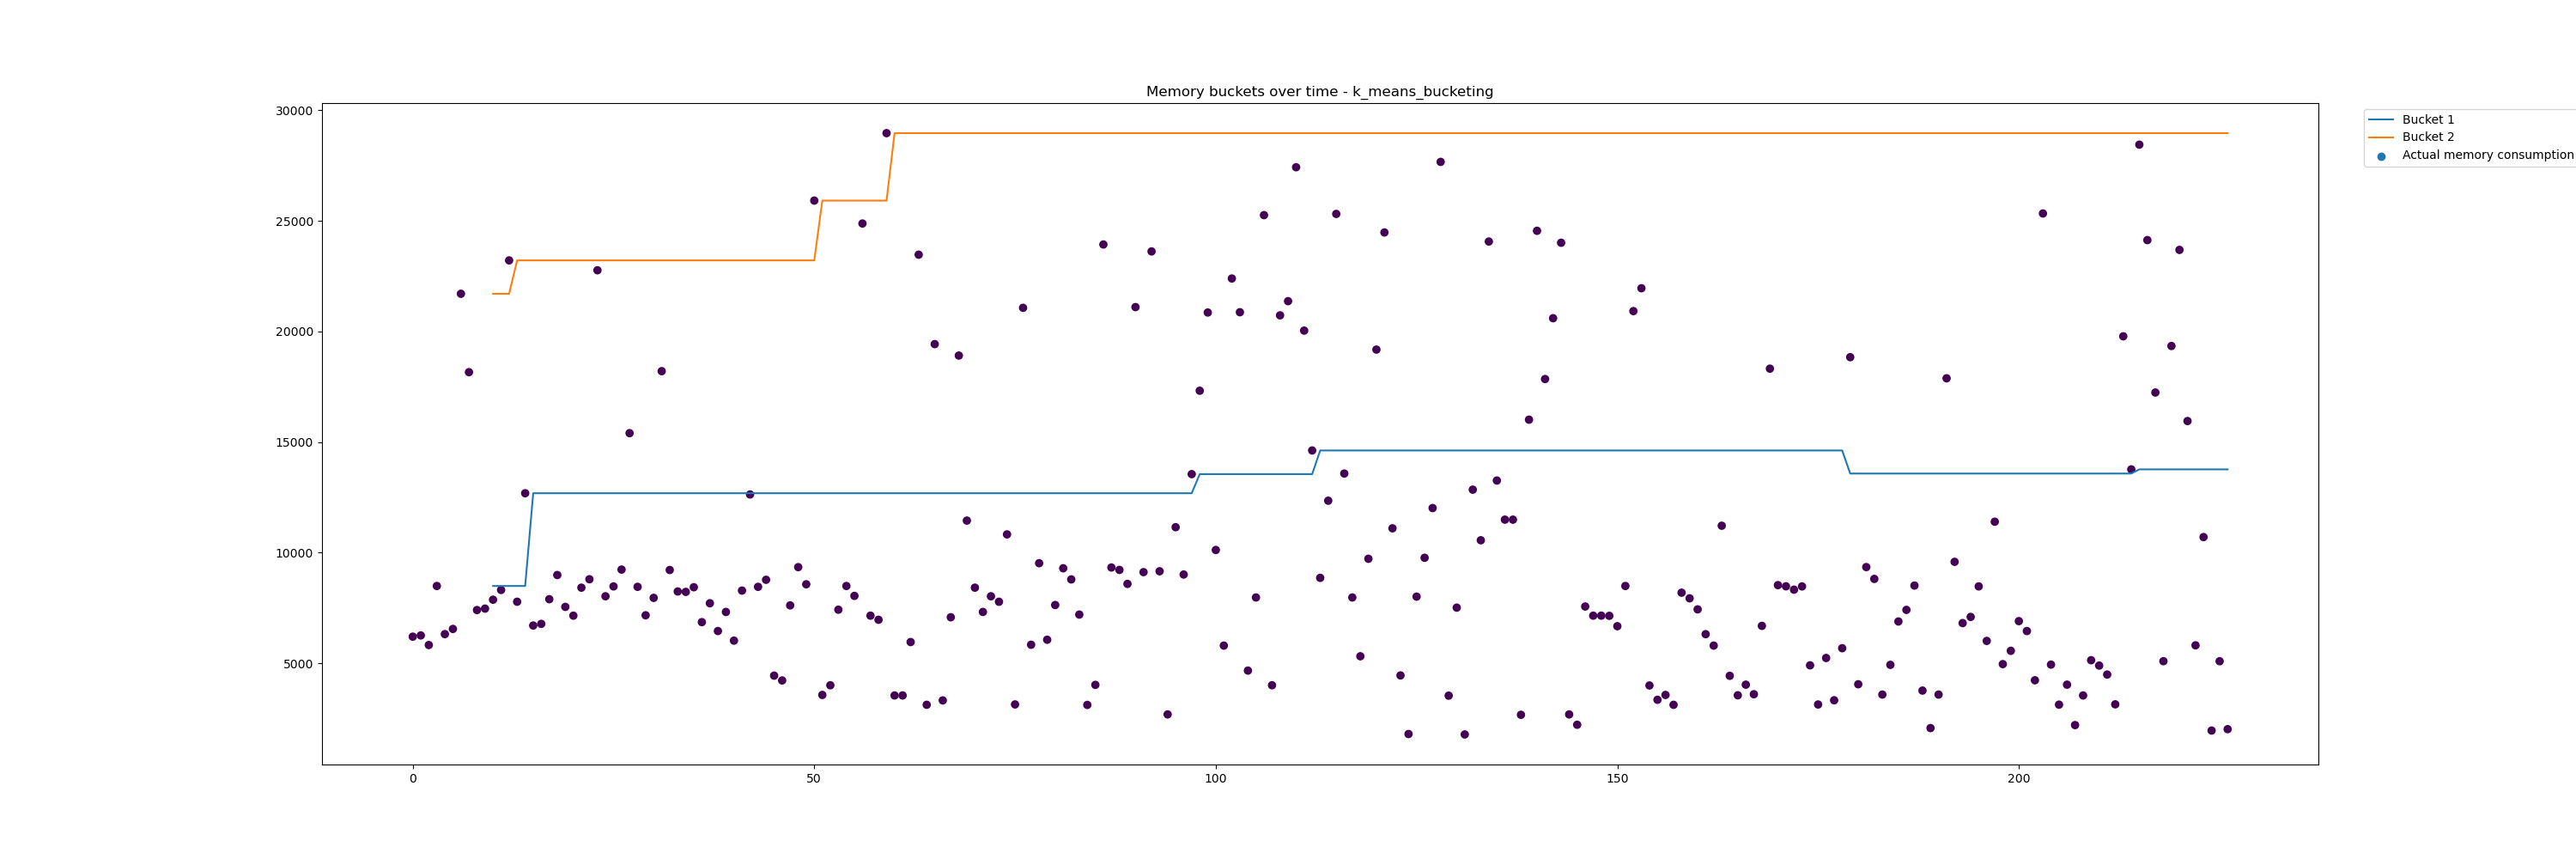 Memory buckets over time - k_means_bucketing
30000
25000
20000
15000
10000
5000
0 50 100 150 200
Bucket 1
Bucket 2
Actual memory consumption